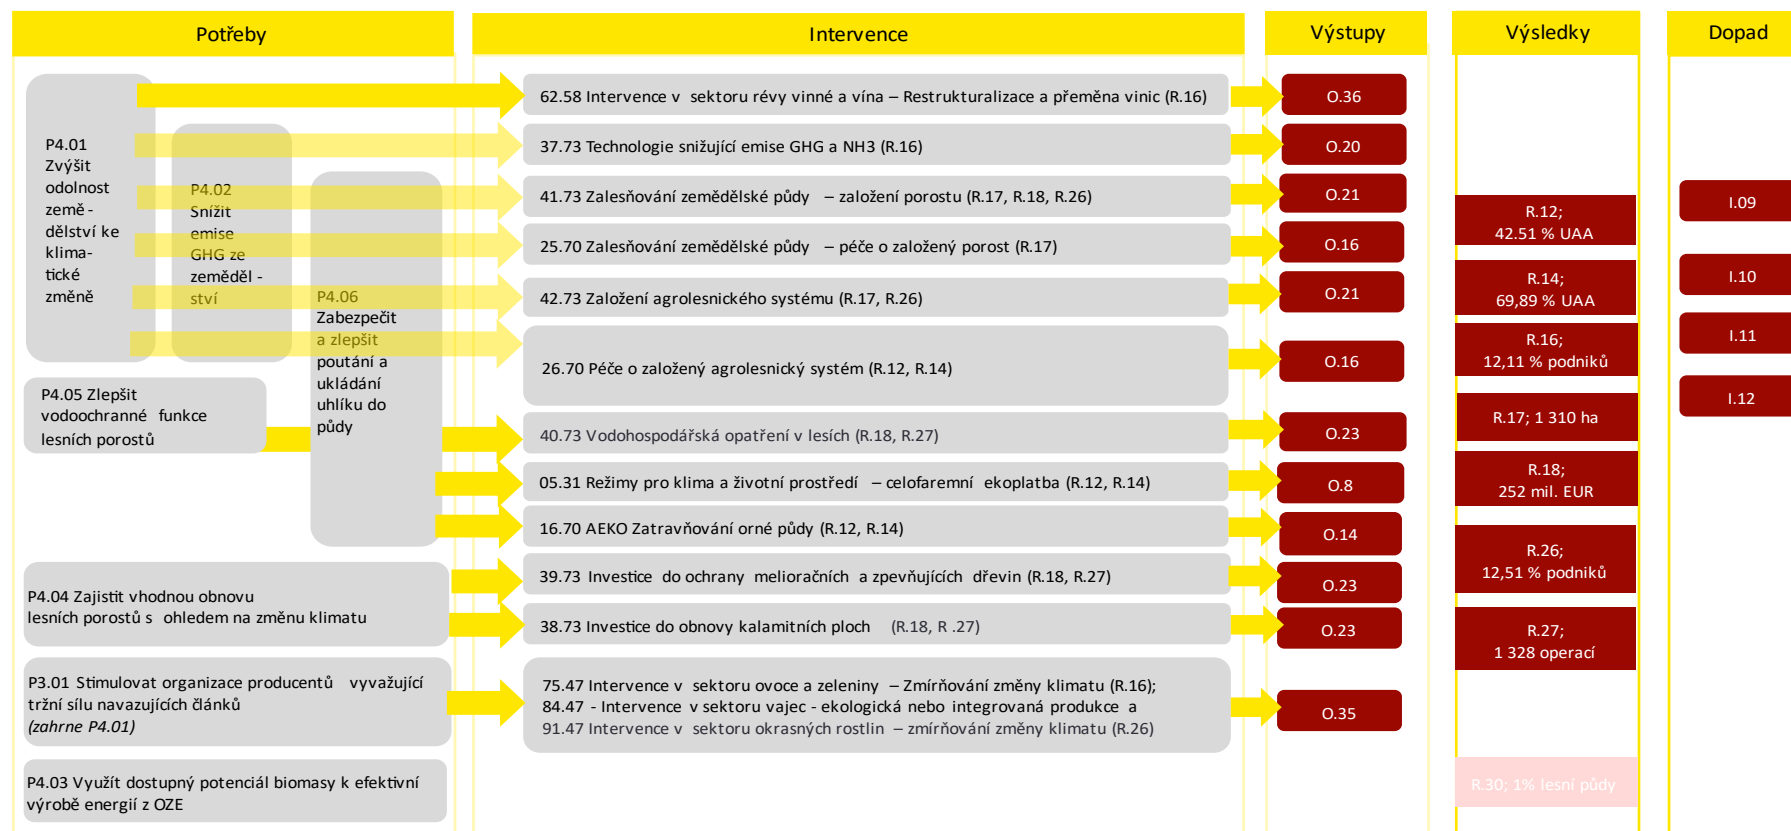 Potřeby
Intervence
Výstupy
Výsledky
Dopad
P4.01
Zvýšit
odolnost
země -
dělství ke
klima-
tické
změně
P4.02
Snížit
emise
GHG ze
zeměděl -
ství
P4.06
Zabezpečit
a zlepšit
poutání a
ukládání
uhlíku do
půdy
P4.05 Zlepšit
vodoochranné funkce
lesních porostů
P4.04 Zajistit vhodnou obnovu
lesních porostů s ohledem na změnu klimatu
P3.01 Stimulovat organizace producentů vyvažující
tržní sílu navazujících článků
(zahrne P4.01)
P4.03 Využít dostupný potenciál biomasy k efektivní
výrobě energií z OZE
62.58 Intervence v sektoru révy vinné a vína – Restrukturalizace a přeměna vinic (R.16)
37.73 Technologie snižující emise GHG a NH3 (R.16)
41.73 Zalesňování zemědělské půdy – založení porostu (R.17, R.18, R.26)
25.70 Zalesňování zemědělské půdy – péče o založený porost (R.17)
42.73 Založení agrolesnického systému (R.17, R.26)
26.70 Péče o založený agrolesnický systém (R.12, R.14)
40.73 Vodohospodářská opatření v lesích (R.18, R.27)
05.31 Režimy pro klima a životní prostředí – celofaremní ekoplatba (R.12, R.14)
16.70 AEKO Zatravňování orné půdy (R.12, R.14)
39.73 Investice do ochrany melioračních a zpevňujících dřevin (R.18, R.27)
38.73 Investice do obnovy kalamitních ploch (R.18, R .27)
75.47 Intervence v sektoru ovoce a zeleniny – Zmírňování změny klimatu (R.16);
84.47 - Intervence v sektoru vajec - ekologická nebo integrovaná produkce a
91.47 Intervence v sektoru okrasných rostlin – zmírňování změny klimatu (R.26)
O.36
O.20
O.21
O.16
O.21
O.16
O.23
O.8
O.14
O.23
O.23
O.35
R.12;
42.51 % UAA
R.14;
69,89 % UAA
R.16;
12,11 % podniků
R.17; 1 310 ha
R.18;
252 mil. EUR
R.26;
12,51 % podniků
R.27;
1 328 operací
R.30; 1% lesní půdy
I.09
I.10
I.11
I.12